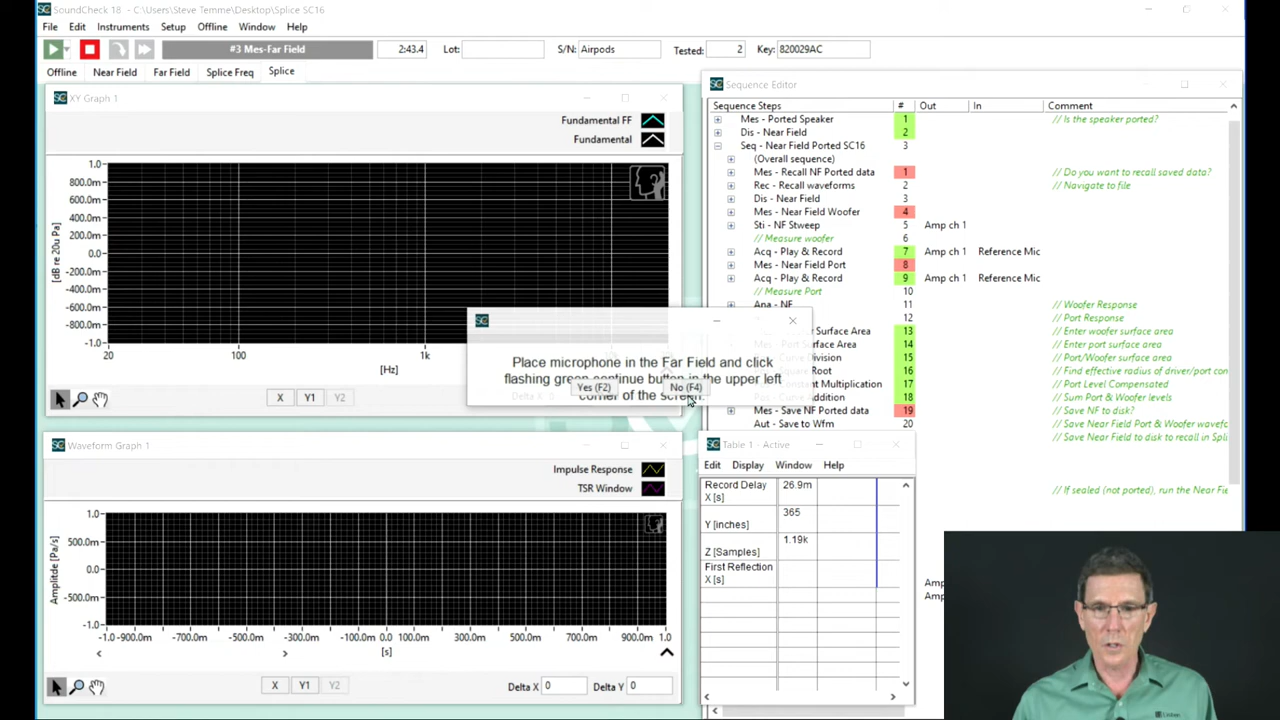 SoundCheck 18 - C:\Users\Steve Temme\Desktop\Splice SC16
File Edit Instruments Setup Offline Window Help
#3 Mes-Far Field 2:43.4 Lot: S/N: Airpods Tested: 2 Key: 820029AC
Offline Near Field Far Field Splice Freq Splice
XY Graph 1
Fundamental FF
Fundamental
1.0
800.0m
600.0m
400.0m
200.0m
0.0
-200.0m
-400.0m
-600.0m
-800.0m
-1.0
[dB re 20u Pa]
20 100 1k
[Hz]
X Y1 Y2
Sequence Editor
Sequence Steps # Out In Comment
Mes - Ported Speaker 1 // Is the speaker ported?
Dis - Near Field 2
Seq - Near Field Ported SC16 3
(Overall sequence)
Mes - Recall NF Ported data 1 // Do you want to recall saved data?
Rec - Recall waveforms 2 // Navigate to file
Dis - Near Field 3
Mes - Near Field Woofer 4
Sti - NF Stweep 5 Amp ch 1
// Measure woofer 6
Acq - Play & Record 7 Amp ch 1 Reference Mic
Mes - Near Field Port 8
Acq - Play & Record 9 Amp ch 1 Reference Mic
// Measure Port 10
Ana - NF 11 // Woofer Response
12 // Port Response
Surface Area 13 // Enter woofer surface area
Surface Area 14 // Enter port surface area
Division 15 // Port/Woofer area
Root 16 // Find effective radius of driver/port con
Constant Multiplication 17 // Port Level Compensated
Addition 18 // Sum Port & Woofer levels
Mes - Save NF Ported data 19 // Save NF to disk?
Aut - Save to Wfm 20 // Save Near Field Port & Woofer wavefo
// Save Near Field to disk to recall in Spli
// If sealed (not ported), run the Near Fie
Place microphone in the Far Field and click
flashing green continue button in the upper left
corner of the screen.
Yes (F2) No (F4)
Waveform Graph 1
Impulse Response
TSR Window
1.0
500.0m
0.0
-500.0m
-1.0
Amplitde [Pa/s]
-1.0 -900.0m -700.0m -500.0m -300.0m -100.0m 0.0 100.0m 300.0m 500.0m 700.0m 900.0m 1.0
[s]
X Y1 Y2 Delta X 0 Delta Y 0
Table 1 - Active
Edit Display Window Help
Record Delay 26.9m
X [s]
365
Y [inches]
1.19k
Z [Samples]
First Reflection
X [s]